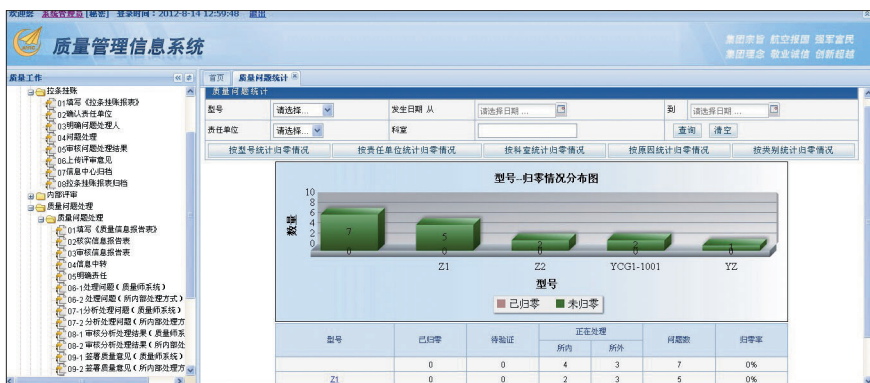 欢迎您 系统管理员[秘密] 登录时间：2012-8-14 12:59:48 退出
质量管理信息系统
集团宗旨 航空报国 强军富民
集团理念 敬业诚信 创新超越
质量工作
首页 质量问题统计
拉条挂账
01填写《拉条挂账报表》
02确认责任单位
03明确问题处理人
04问题处理
05审核问题处理结果
06上传评审意见
07信息中心归档
08拉条挂账报表归档
内部评审
质量问题处理
质量问题处理
01填写《质量信息报告表》
02核实信息报告表
03审核信息报告表
04信息中转
05明确责任
06-1处理问题(质量师系统)
06-2 处理问题(所内部处理方式)
07-1分析处理问题(质量师系统)
07-2 分析处理问题(所内部处理方
08-1 审核分析处理结果(质量师系
08-2 审核分析处理结果(所内部处
09-1 签署质量意见(质量师系统)
09-2 签署质量意见(所内部处理方
质量问题统计
型号 请选择... 发生日期 从 请选择日期 ... 到 请选择日期 ...
责任单位 请选择... 科室 查询 清空
按型号统计归零情况 按责任单位统计归零情况 按科室统计归零情况 按原因统计归零情况 按类别统计归零情况
型号--归零情况分布图
数量
10
8
6
4
2
0
7 5 2 2 1
0 0 0 0 0
Z1 Z2 YCG1-1001 YZ
型号
已归零 未归零
型号 已归零 待验证 正在处理 问题数 归零率
所内 所外
0 0 4 3 7 0%
Z1 0 0 2 3 5 0%